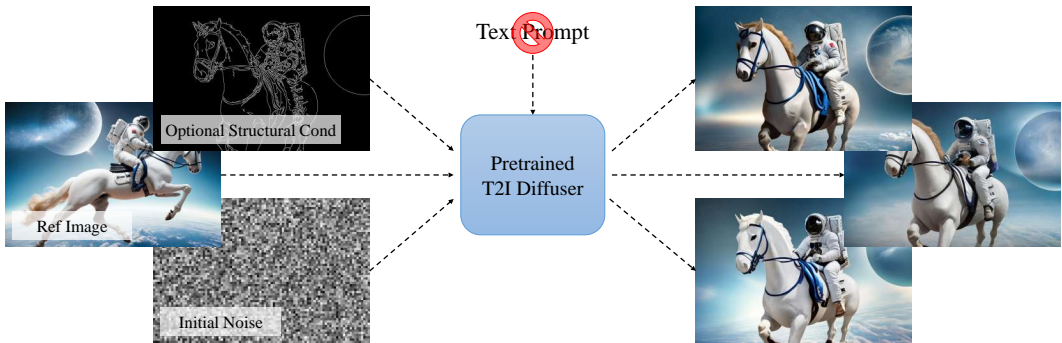 Text Prompt
Optional Structural Cond
Pretrained
T2I Diffuser
Ref Image
Initial Noise